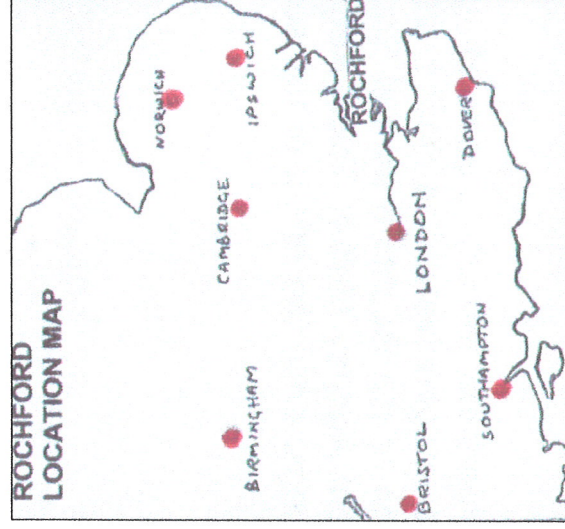 ROCHFORD
LOCATION MAP
NORWICH
IPSWICH
CAMBRIDGE
BIRMINGHAM
ROCHFORD
LONDON
DOVER
BRISTOL
SOUTHAMPTON